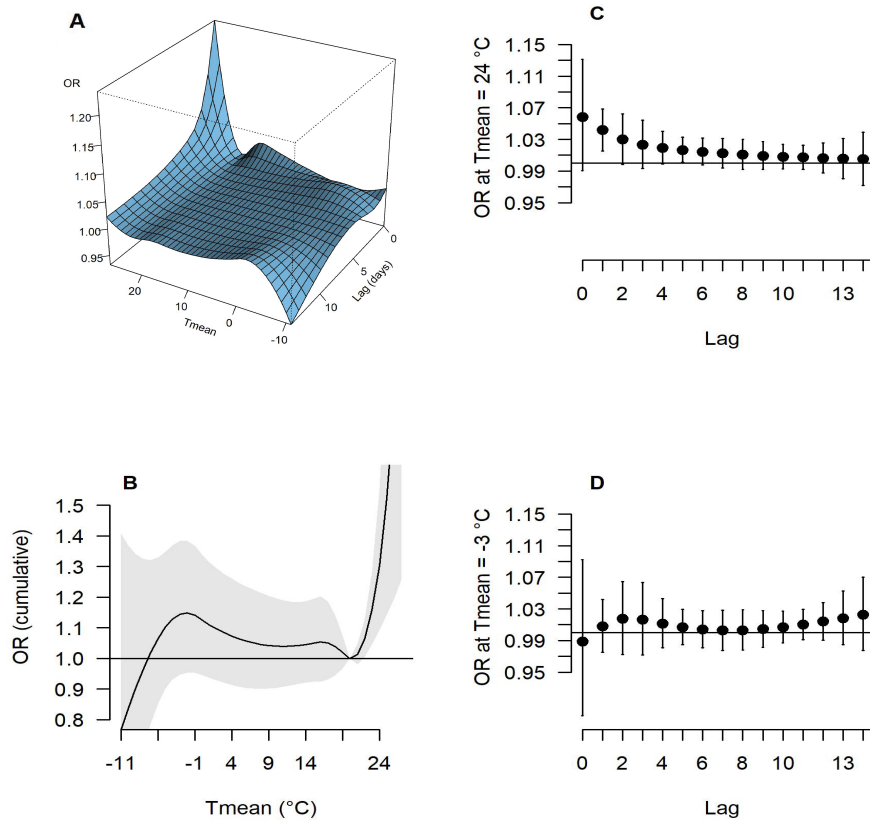 A
OR
1.20
1.15
1.10
1.05
1.00
0.95
20
10
0
-10
Tmean
0
5
10
Lag (days)
C
OR at Tmean = 24 °C
1.15
1.11
1.07
1.03
0.99
0.95
0 2 4 6 8 10 13
Lag
B
OR (cumulative)
1.5
1.4
1.3
1.2
1.1
1.0
0.9
0.8
-11 -1 4 9 14 24
Tmean (°C)
D
OR at Tmean = -3 °C
1.15
1.11
1.07
1.03
0.99
0.95
0 2 4 6 8 10 13
Lag